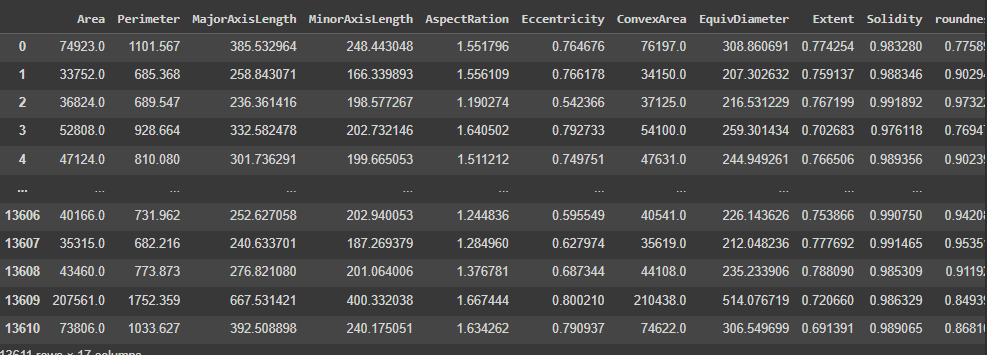 Area Perimeter MajorAxisLength MinorAxisLength AspectRation Eccentricity ConvexArea EquivDiameter Extent Solidity roundne
0 74923.0 1101.567 385.532964 248.443048 1.551796 0.764676 76197.0 308.860691 0.774254 0.983280 0.7758
1 33752.0 685.368 258.843071 166.339893 1.556109 0.766178 34150.0 207.302632 0.759137 0.988346 0.9029
2 36824.0 689.547 236.361416 198.577267 1.190274 0.542366 37125.0 216.531229 0.767199 0.991892 0.9732
3 52808.0 928.664 332.582478 202.732146 1.640502 0.792733 54100.0 259.301434 0.702683 0.976118 0.7694
4 47124.0 810.080 301.736291 199.665053 1.511212 0.749751 47631.0 244.949261 0.766506 0.989356 0.9023
... ... ... ... ... ... ... ... ... ... ...
13606 40166.0 731.962 252.627058 202.940053 1.244836 0.595549 40541.0 226.143626 0.753866 0.990750 0.9420
13607 35315.0 682.216 240.633701 187.269379 1.284960 0.627974 35619.0 212.048236 0.777692 0.991465 0.9535
13608 43460.0 773.873 276.821080 201.064006 1.376781 0.687344 44108.0 235.233906 0.788090 0.985309 0.9119
13609 207561.0 1752.359 667.531421 400.332038 1.667444 0.800210 210438.0 514.076719 0.720660 0.986329 0.8493
13610 73806.0 1033.627 392.508898 240.175051 1.634262 0.790937 74622.0 306.549699 0.691391 0.989065 0.8681
13611 rows × 17 columns